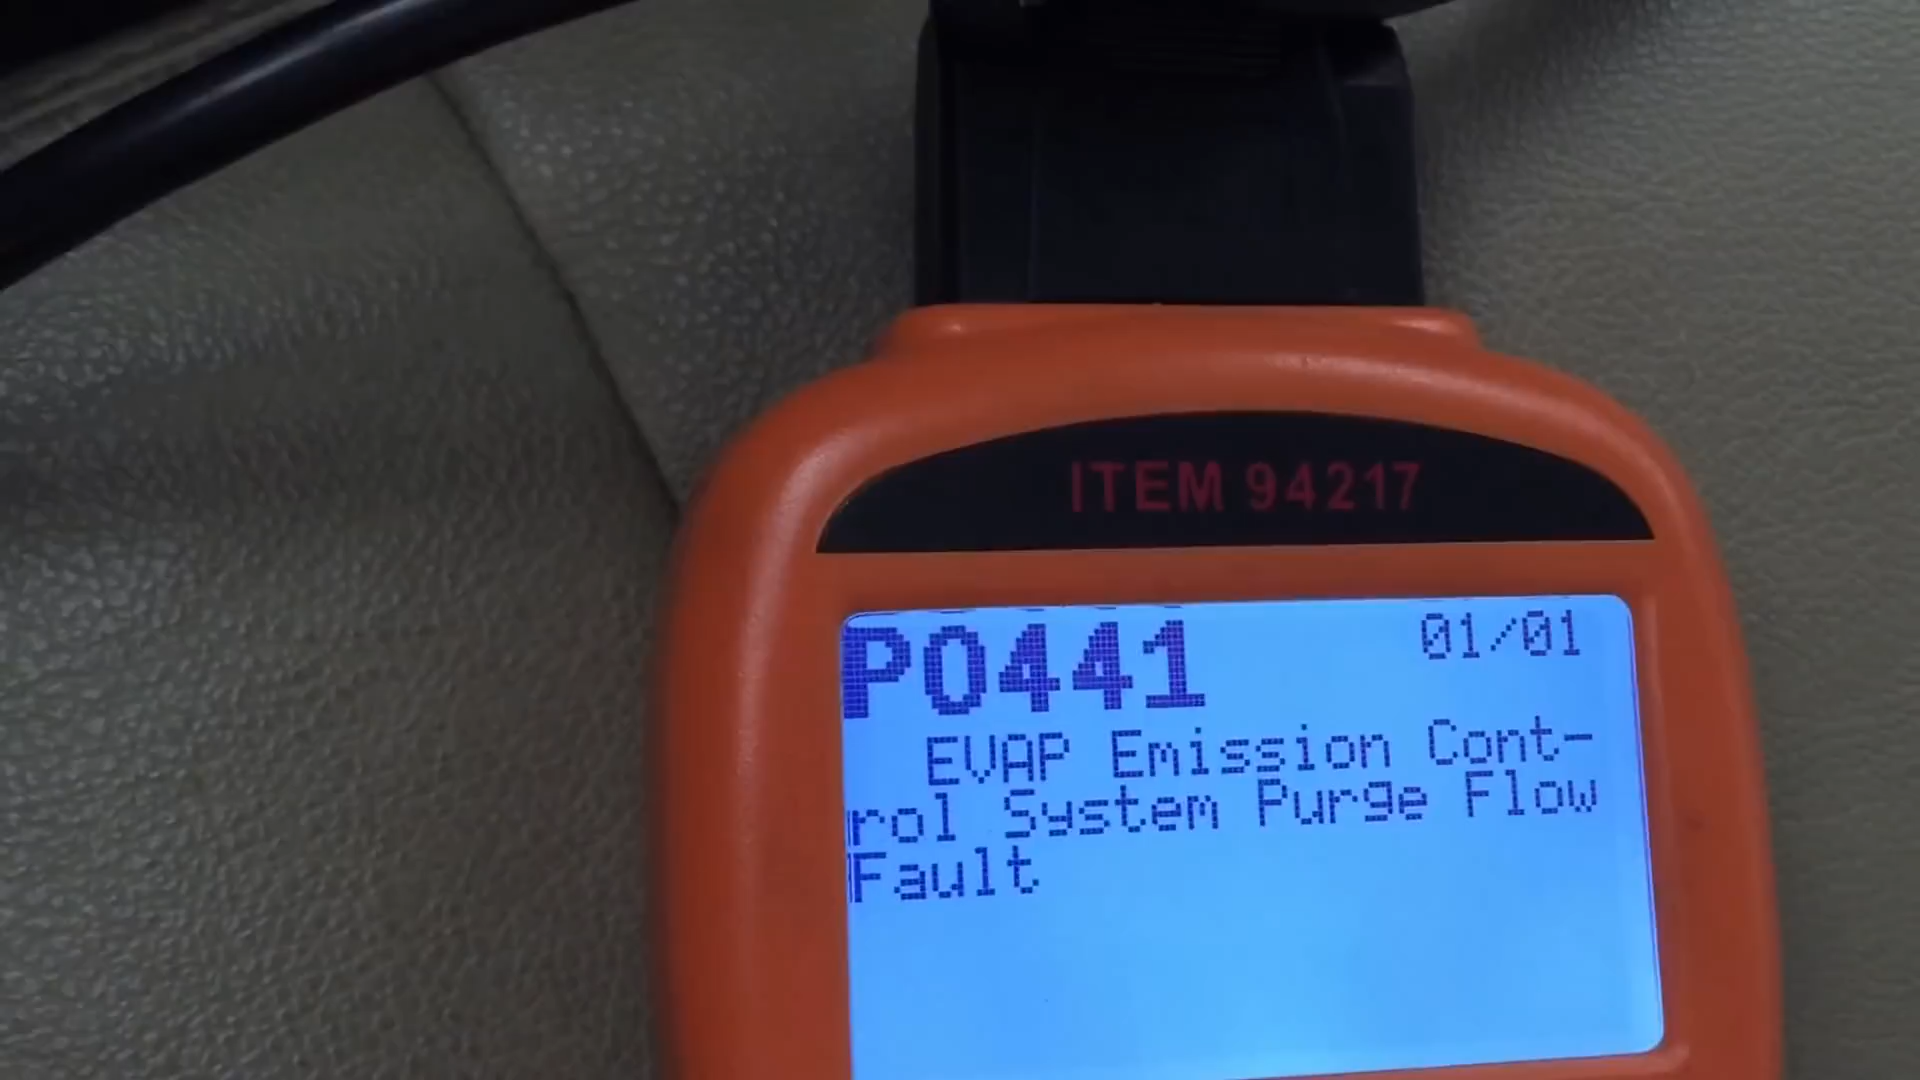 ITEM 94217
P0441 01/01
EVAP Emission Cont-
rol System Purge Flow
Fault